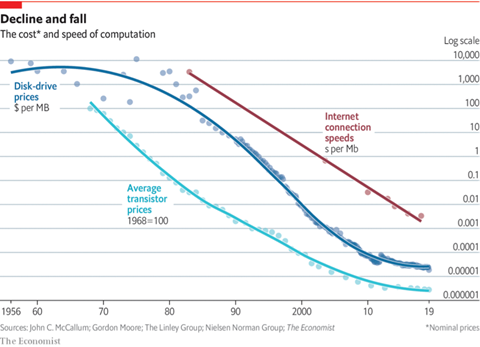 Decline and fall
The cost* and speed of computation
Log scale
10,000
1,000
100
10
1
0.1
0.01
0.001
0.0001
0.00001
0.000001
Disk-drive
prices
$ per MB
Internet
connection
speeds
s per Mb
Average
transistor
prices
1968=100
1956 60 70 80 90 2000 10 19
Sources: John C. McCallum; Gordon Moore; The Linley Group; Nielsen Norman Group; The Economist
*Nominal prices
The Economist